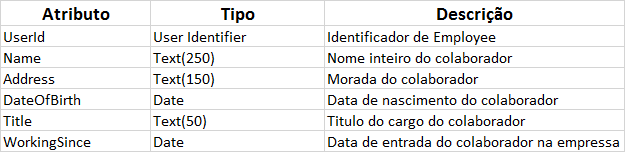 Atributo Tipo Descrição
UserId User Identifier Identificador de Employee
Name Text(250) Nome inteiro do colaborador
Address Text(150) Morada do colaborador
DateOfBirth Date Data de nascimento do colaborador
Title Text(50) Titulo do cargo do colaborador
WorkingSince Date Data de entrada do colaborador na empressa